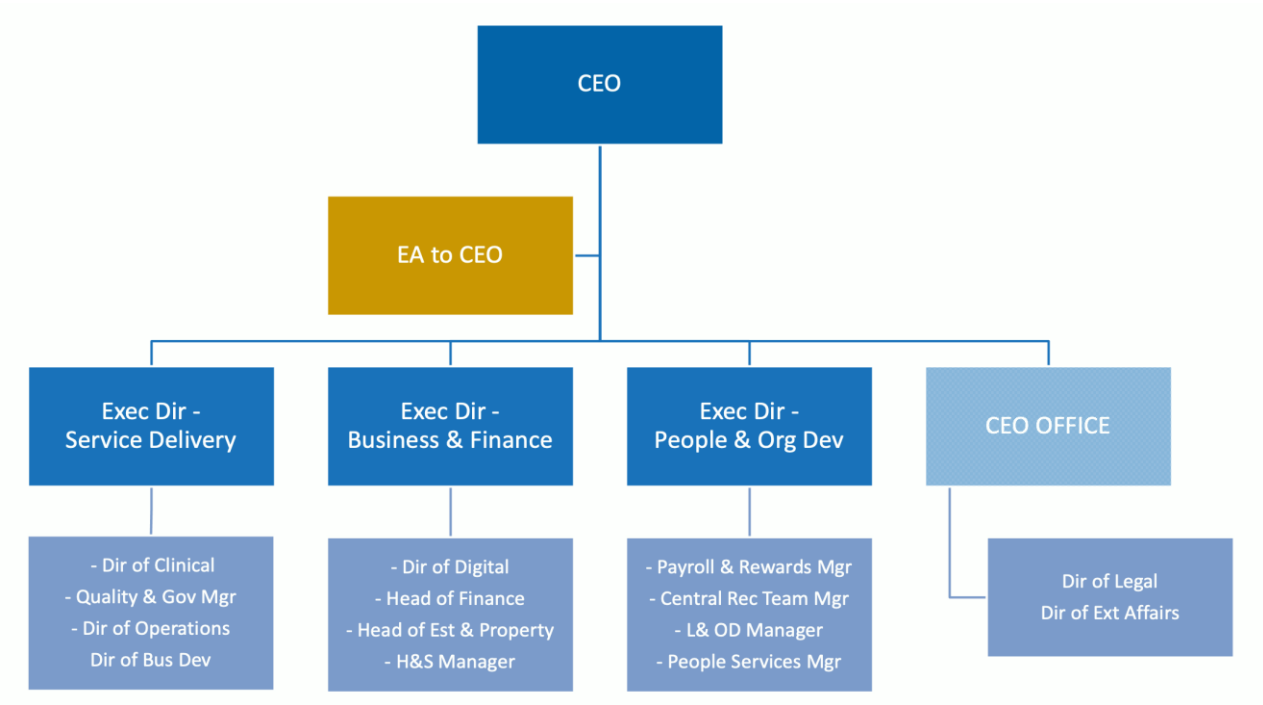 CEO
EA to CEO
Exec Dir -
Service Delivery
Exec Dir -
Business & Finance
Exec Dir -
People & Org Dev
CEO OFFICE
- Dir of Clinical
- Quality & Gov Mgr
- Dir of Operations
Dir of Bus Dev
- Dir of Digital
- Head of Finance
- Head of Est & Property
- H&S Manager
- Payroll & Rewards Mgr
- Central Rec Team Mgr
- L& OD Manager
- People Services Mgr
Dir of Legal
Dir of Ext Affairs